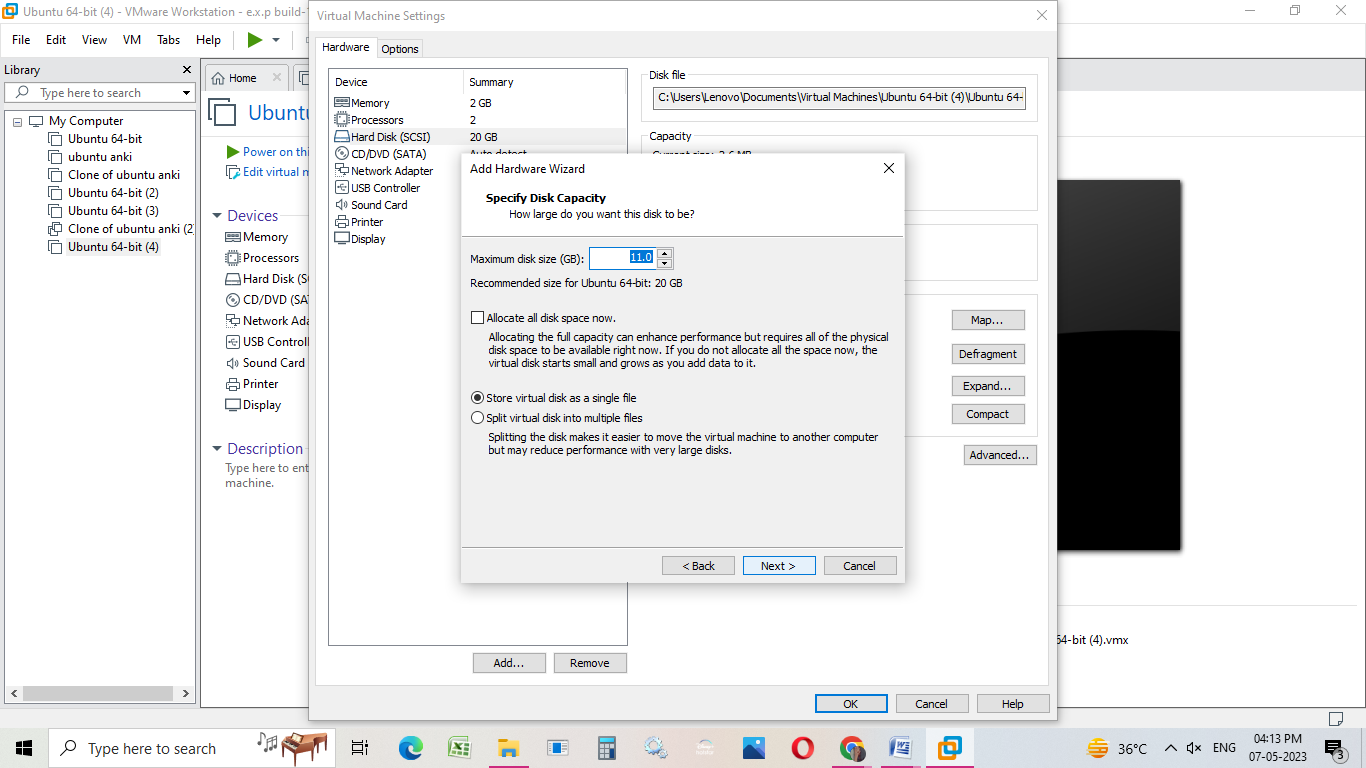 Ubuntu 64-bit (4) - VMware Workstation - e.x.p build-
File Edit View VM Tabs Help
Library
Type here to search
My Computer
Ubuntu 64-bit
ubuntu anki
Clone of ubuntu anki
Ubuntu 64-bit (2)
Ubuntu 64-bit (3)
Clone of ubuntu anki (2)
Ubuntu 64-bit (4)
Home
Ubuntu
Power on thi
Edit virtual m
Devices
Memory
Processors
Hard Disk (SC
CD/DVD (SA
Network Ada
USB Control
Sound Card
Printer
Display
Description
Type here to ent
machine.
Virtual Machine Settings
Hardware Options
Device Summary
Memory 2 GB
Processors 2
Hard Disk (SCSI) 20 GB
CD/DVD (SATA) Auto detect
Network Adapter
USB Controller
Sound Card
Printer
Display
Add... Remove
Disk file
C:\Users\Lenovo\Documents\Virtual Machines\Ubuntu 64-bit (4)\Ubuntu 64-
Capacity
Current size: 2.6 MB
Map...
Defragment
Expand...
Compact
Advanced...
OK Cancel Help
Add Hardware Wizard
Specify Disk Capacity
How large do you want this disk to be?
Maximum disk size (GB): 11.0
Recommended size for Ubuntu 64-bit: 20 GB
Allocate all disk space now.
Allocating the full capacity can enhance performance but requires all of the physical
disk space to be available right now. If you do not allocate all the space now, the
virtual disk starts small and grows as you add data to it.
Store virtual disk as a single file
Split virtual disk into multiple files
Splitting the disk makes it easier to move the virtual machine to another computer
but may reduce performance with very large disks.
< Back Next > Cancel
64-bit (4).vmx
Type here to search
36°C ENG 04:13 PM
07-05-2023
3